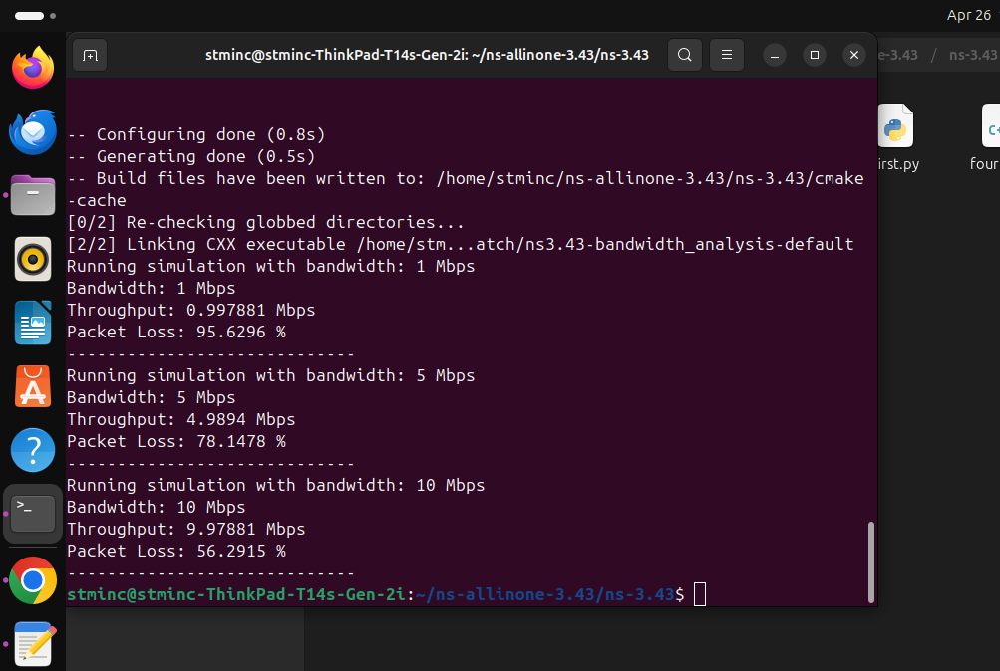 Apr 26
stminc@stminc-ThinkPad-T14s-Gen-2i: ~/ns-allinone-3.43/ns-3.43
e-3.43 / ns-3.43
-- Configuring done (0.8s)
-- Generating done (0.5s)
-- Build files have been written to: /home/stminc/ns-allinone-3.43/ns-3.43/cmake
-cache
[0/2] Re-checking globbed directories...
[2/2] Linking CXX executable /home/stm...atch/ns3.43-bandwidth_analysis-default
Running simulation with bandwidth: 1 Mbps
Bandwidth: 1 Mbps
Throughput: 0.997881 Mbps
Packet Loss: 95.6296 %
-----------------------------
Running simulation with bandwidth: 5 Mbps
Bandwidth: 5 Mbps
Throughput: 4.9894 Mbps
Packet Loss: 78.1478 %
-----------------------------
Running simulation with bandwidth: 10 Mbps
Bandwidth: 10 Mbps
Throughput: 9.97881 Mbps
Packet Loss: 56.2915 %
-----------------------------
stminc@stminc-ThinkPad-T14s-Gen-2i:~/ns-allinone-3.43/ns-3.43$
irst.py
four